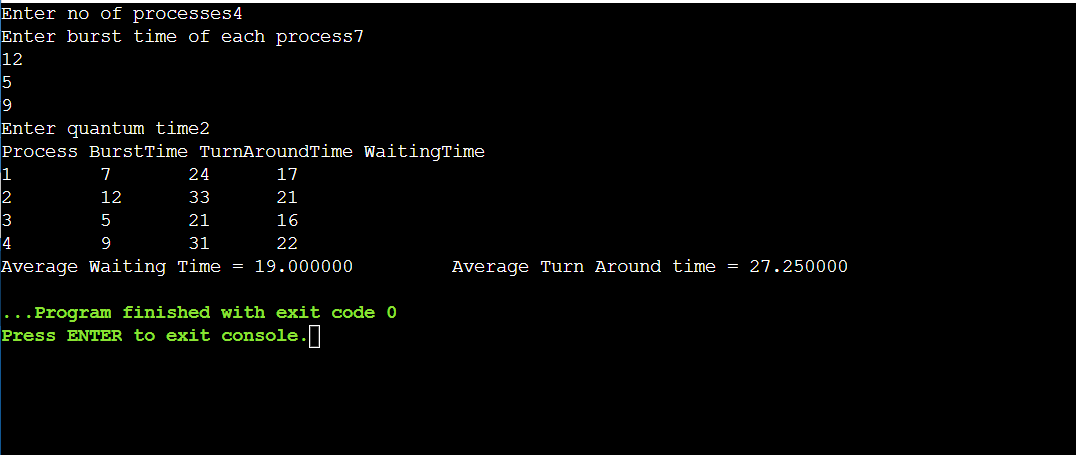 Enter no of processes4
Enter burst time of each process7
12
5
9
Enter quantum time2
Process BurstTime TurnAroundTime WaitingTime
1 7 24 17
2 12 33 21
3 5 21 16
4 9 31 22
Average Waiting Time = 19.000000 Average Turn Around time = 27.250000
...Program finished with exit code 0
Press ENTER to exit console.